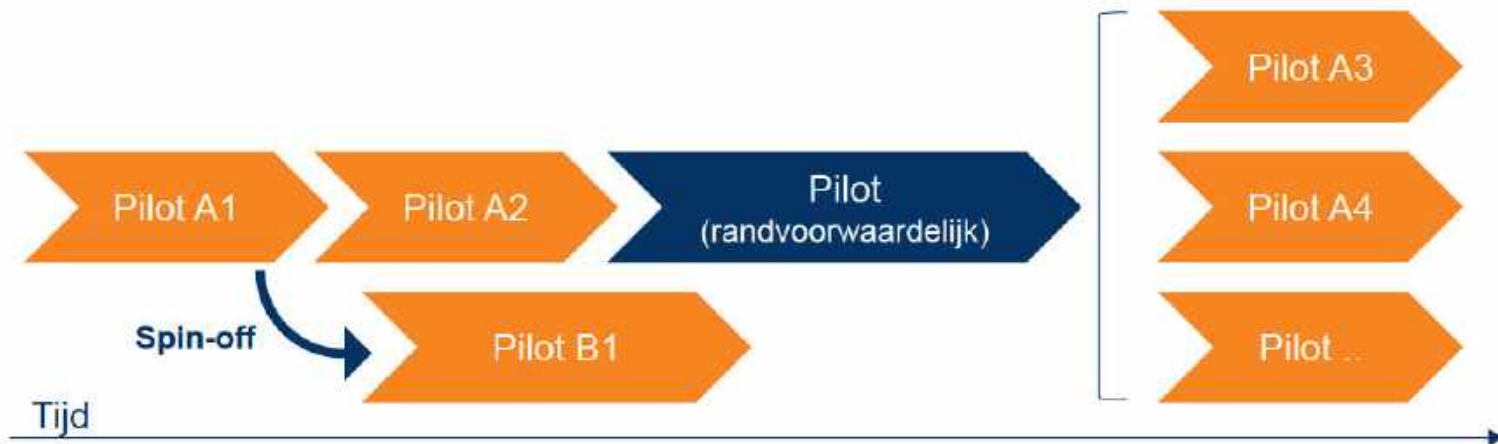 Pilot A3
Pilot A1
Pilot A2
Pilot
(randvoorwaardelijk)
Pilot A4
Spin-off
Pilot B1
Pilot ..
Tijd